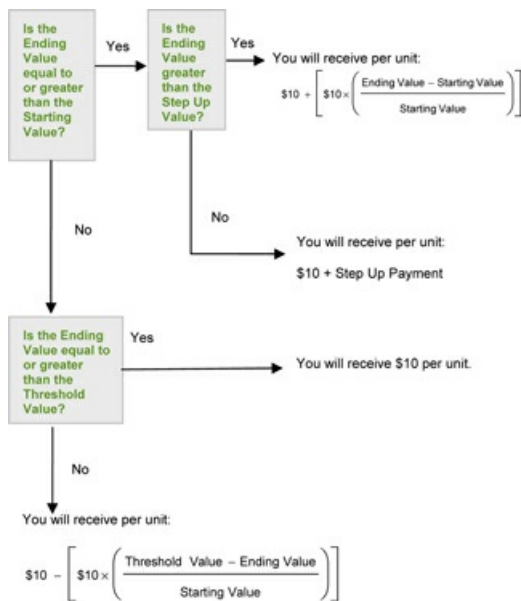 Is the
Ending
Value
equal to
or greater
than the
Starting
Value?
Yes
Is the
Ending
Value
greater
than the
Step Up
Value?
Yes
You will receive per unit:
$10 + [ $10 × ( Ending Value – Starting Value
Starting Value ) ]
No
No
You will receive per unit:
$10 + Step Up Payment
Is the Ending
Value equal to
or greater
than the
Threshold
Value?
Yes
You will receive $10 per unit.
No
You will receive per unit:
$10 – [ $10 × ( Threshold Value – Ending Value
Starting Value ) ]